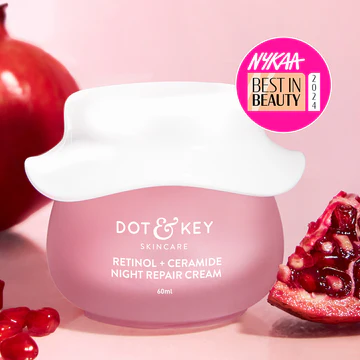 NYKAA
BEST IN
BEAUTY
2024
DOT & KEY
SKINCARE
RETINOL + CERAMIDE
NIGHT REPAIR CREAM
60ml